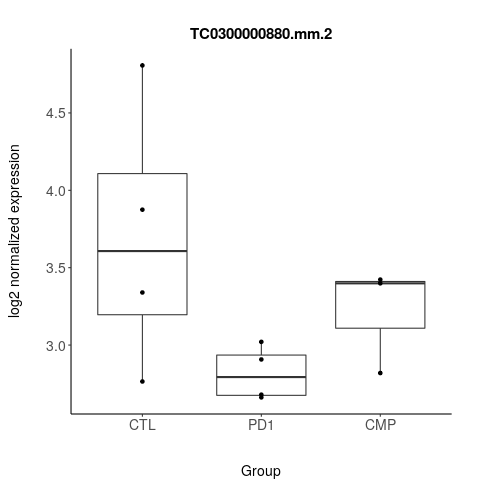 TC0300000880.mm.2
log2 normalized expression
4.5
4.0
3.5
3.0
CTL PD1 CMP
Group